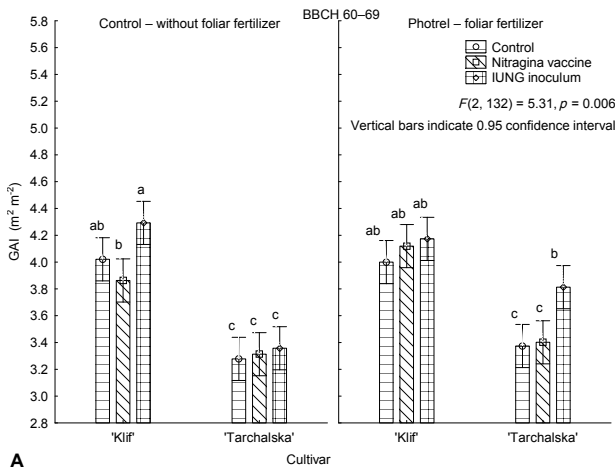 BBCH 60–69
Control – without foliar fertilizer
Photrel – foliar fertilizer
Control
Nitragina vaccine
IUNG inoculum
F(2, 132) = 5.31, p = 0.006
Vertical bars indicate 0.95 confidence interval
GAI (m² m⁻²)
5.8
5.6
5.4
5.2
5.0
4.8
4.6
4.4
4.2
4.0
3.8
3.6
3.4
3.2
3.0
2.8
ab
b
a
c
c
c
ab
ab
ab
c
c
b
'Klif'
'Tarchalska'
'Klif'
'Tarchalska'
Cultivar
A